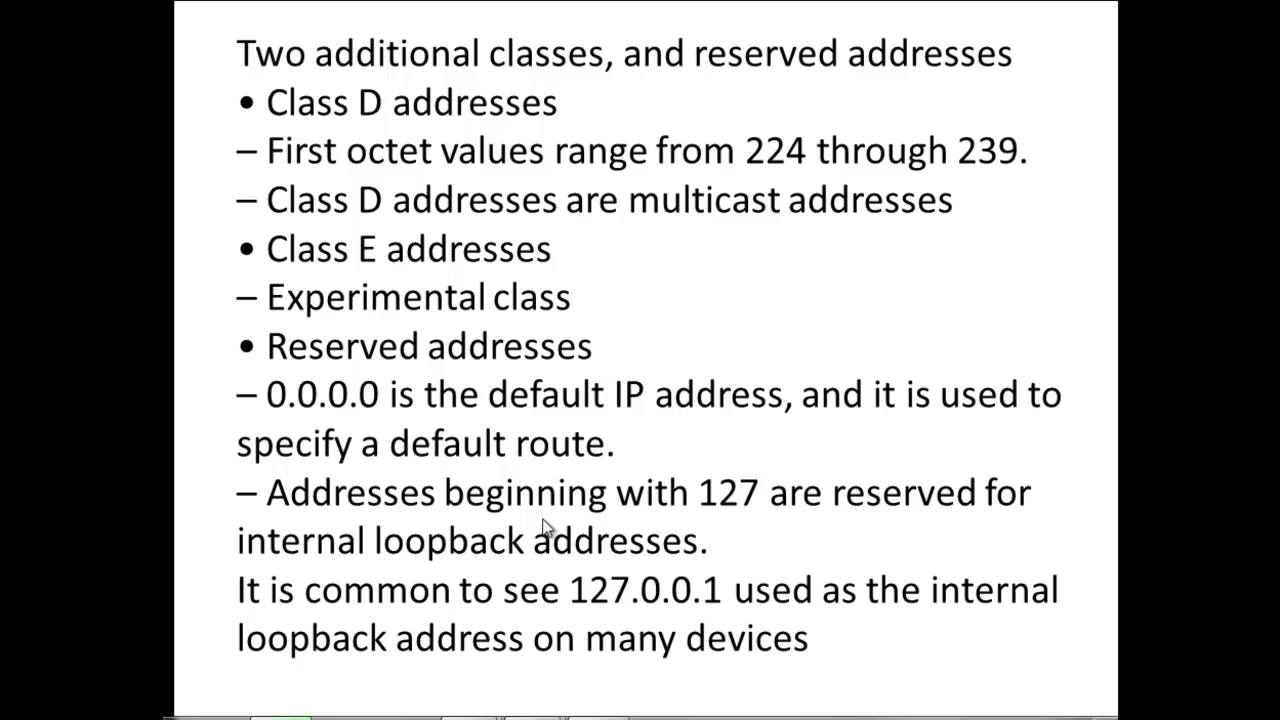 Two additional classes, and reserved addresses
• Class D addresses
– First octet values range from 224 through 239.
– Class D addresses are multicast addresses
• Class E addresses
– Experimental class
• Reserved addresses
– 0.0.0.0 is the default IP address, and it is used to
specify a default route.
– Addresses beginning with 127 are reserved for
internal loopback addresses.
It is common to see 127.0.0.1 used as the internal
loopback address on many devices